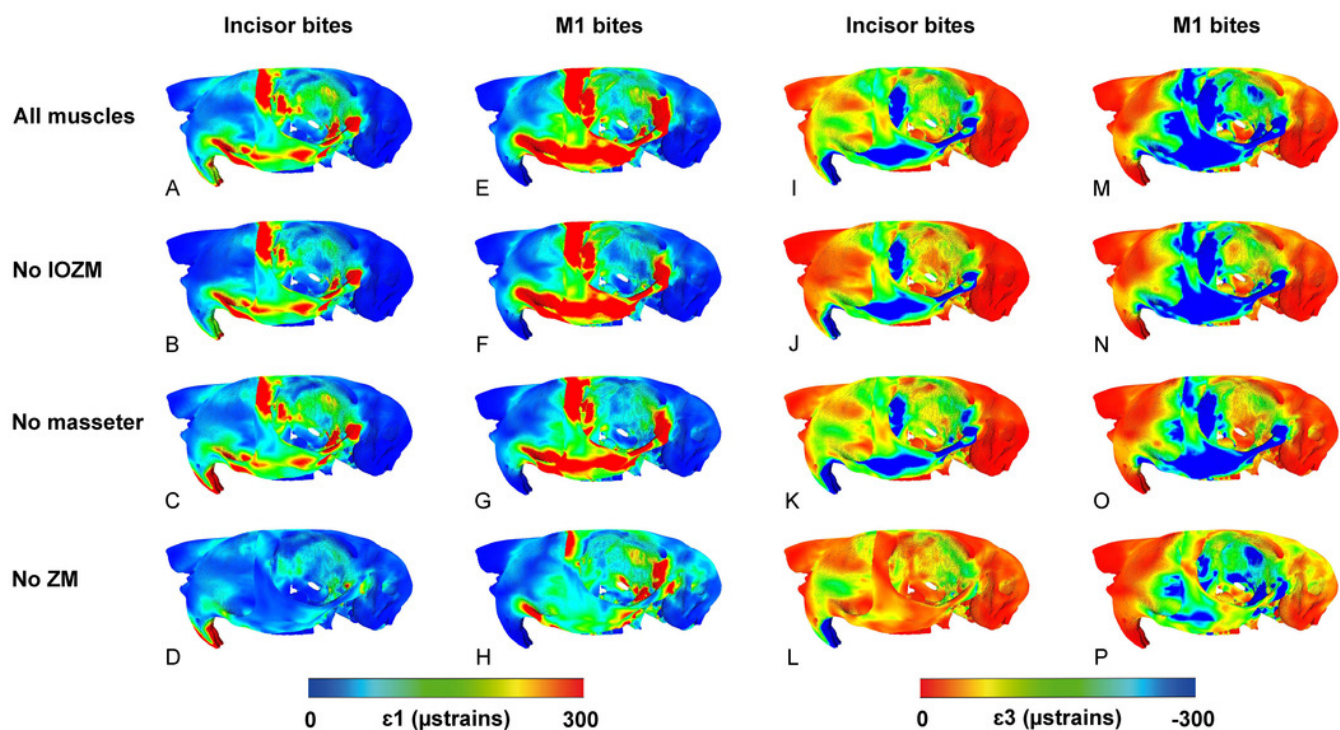 Incisor bites M1 bites Incisor bites M1 bites
All muscles
A E I M
No IOZM
B F J N
No masseter
C G K O
No ZM
D H L P
0 ε1 (μstrains) 300 0 ε3 (μstrains) -300